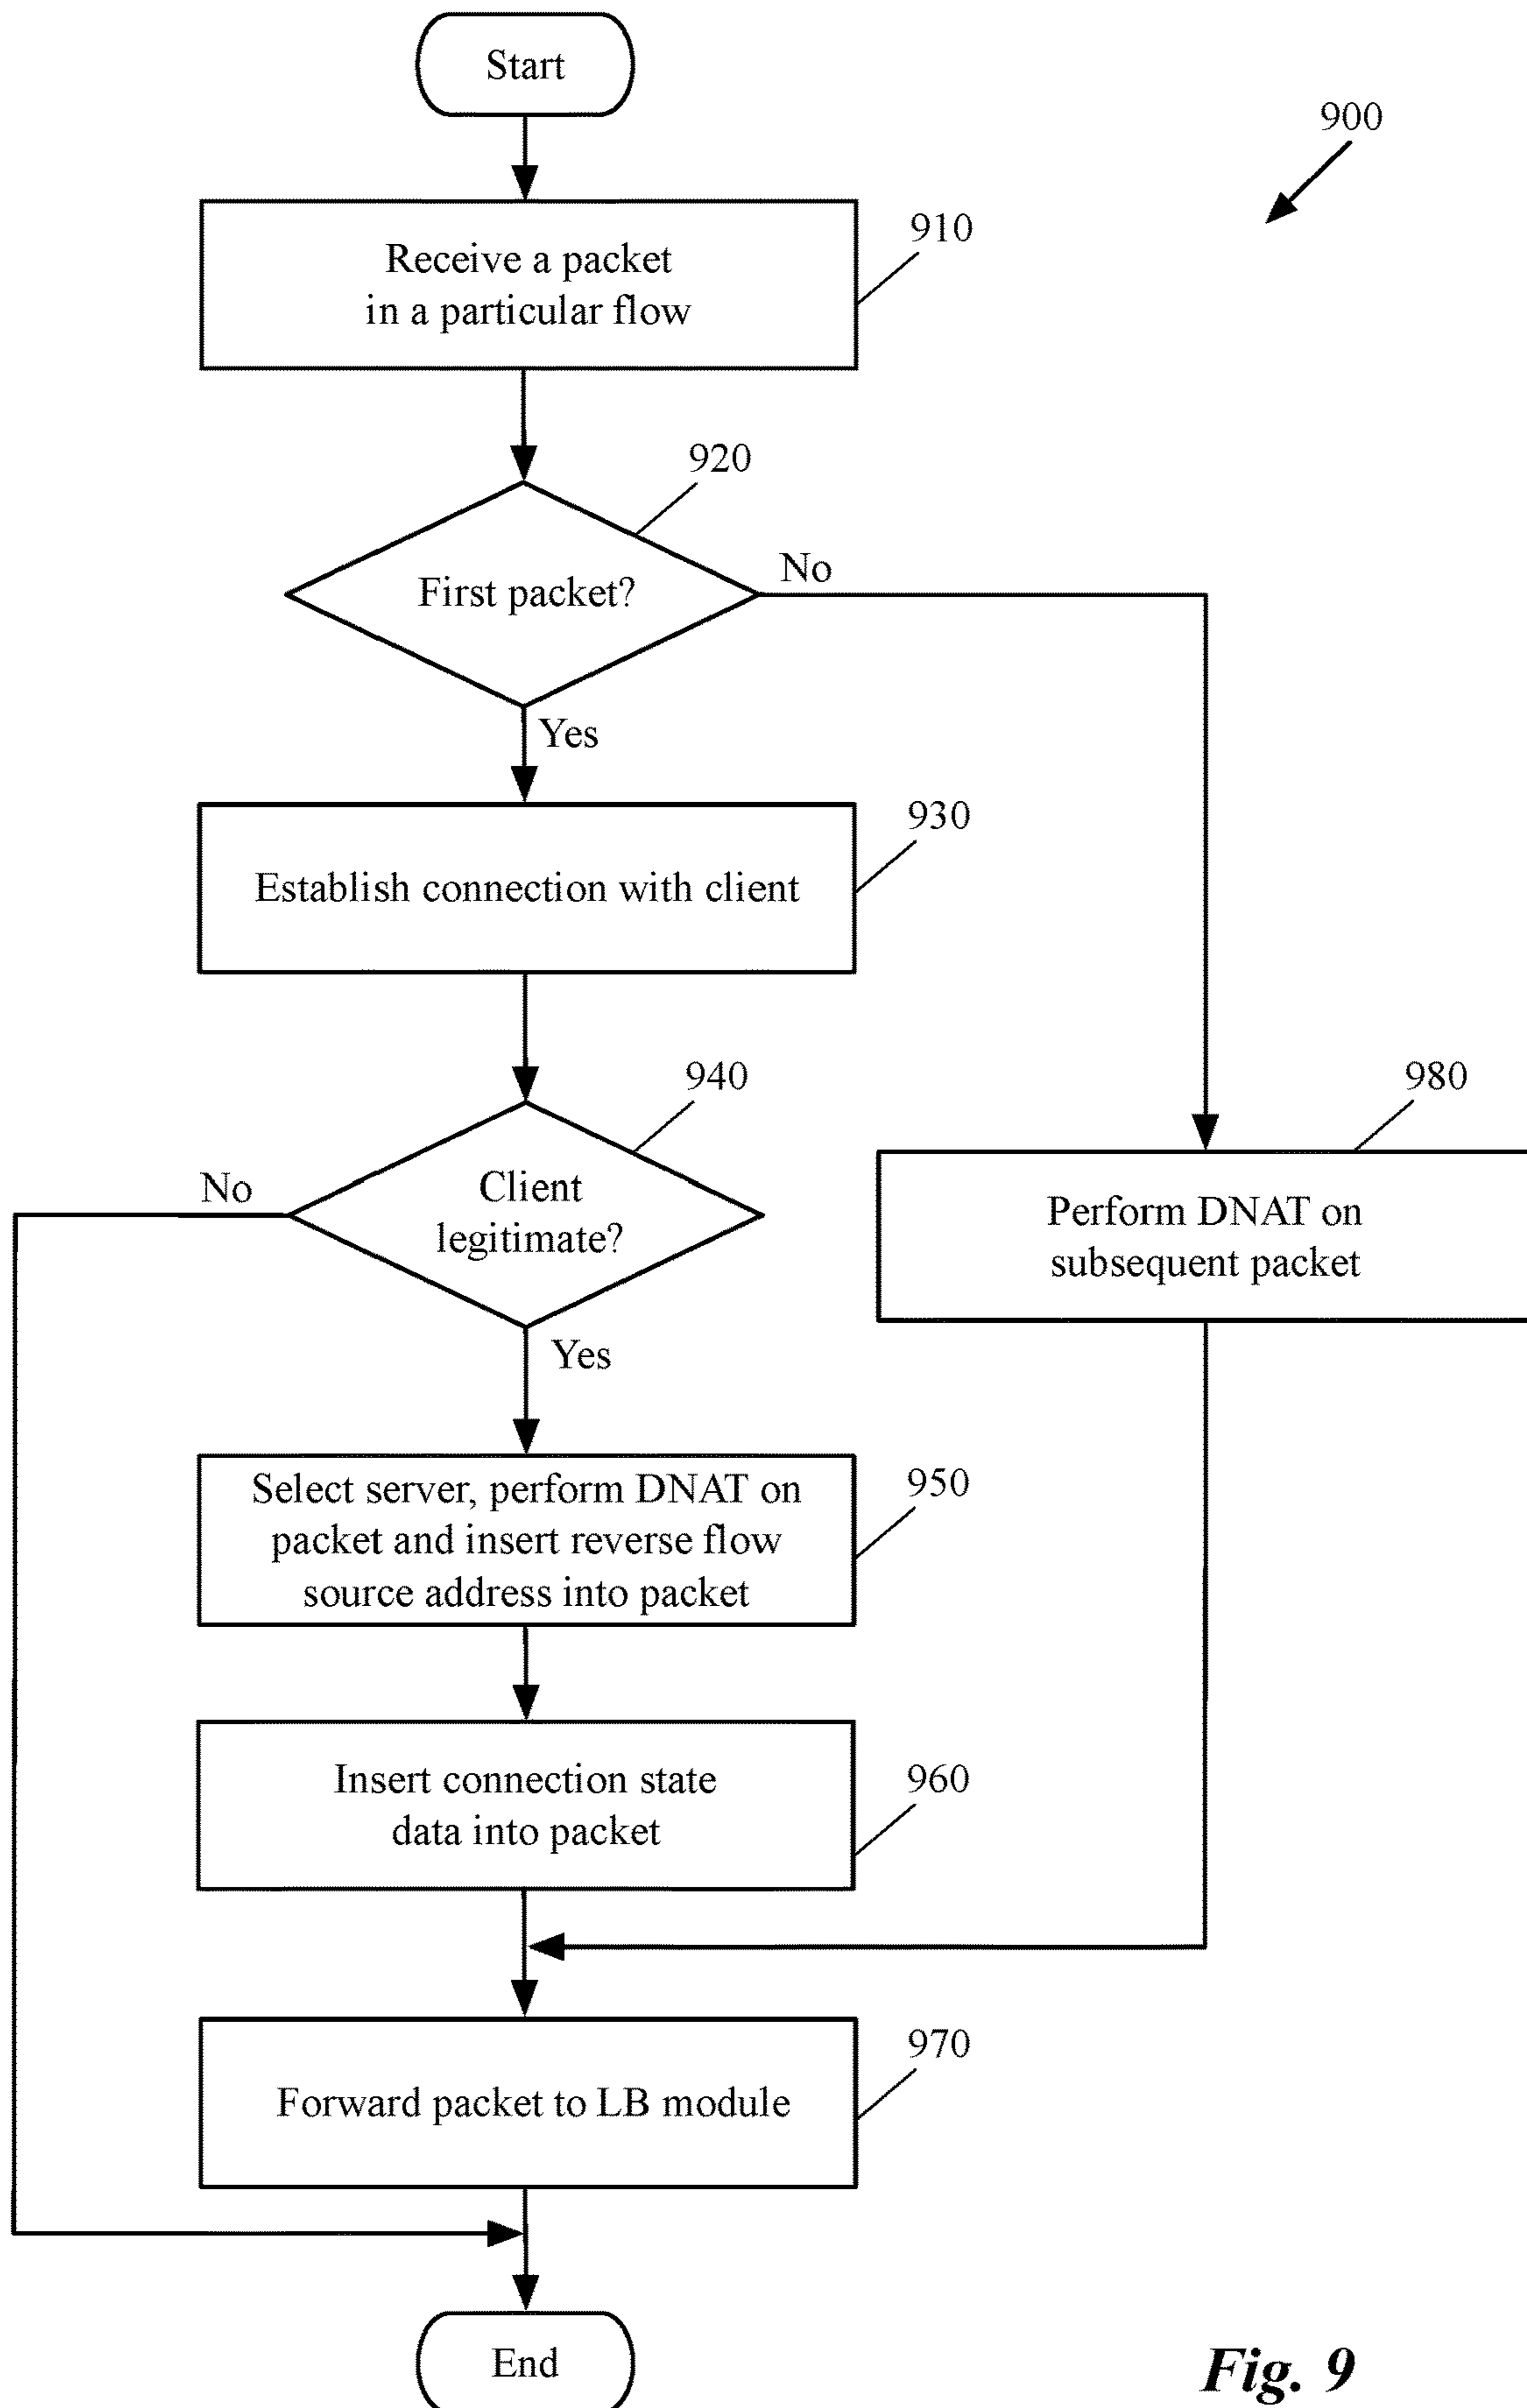 Start
900
910
Receive a packet
in a particular flow
920
First packet?
No
Yes
930
Establish connection with client
940
980
No
Client
legitimate?
Perform DNAT on
subsequent packet
Yes
950
Select server, perform DNAT on
packet and insert reverse flow
source address into packet
960
Insert connection state
data into packet
970
Forward packet to LB module
End
Fig. 9